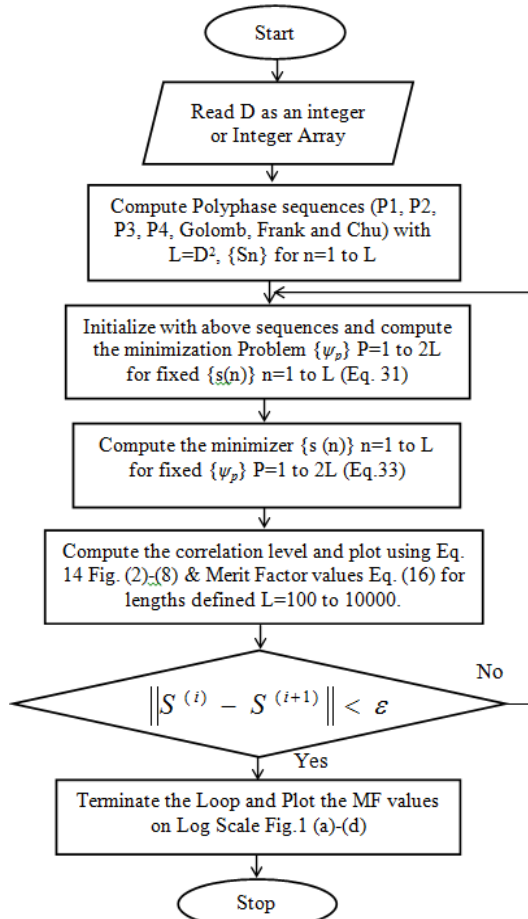 Start
Read D as an integer
or Integer Array
Compute Polyphase sequences (P1, P2,
P3, P4, Golomb, Frank and Chu) with
L=D², {Sn} for n=1 to L
Initialize with above sequences and compute
the minimization Problem {ψₚ} P=1 to 2L
for fixed {s(n)} n=1 to L (Eq. 31)
Compute the minimizer {s (n)} n=1 to L
for fixed {ψₚ} P=1 to 2L (Eq.33)
Compute the correlation level and plot using Eq.
14 Fig. (2)-(8) & Merit Factor values Eq. (16) for
lengths defined L=100 to 10000.
No
‖S ⁽ⁱ⁾ − S ⁽ⁱ⁺¹⁾‖ < ε
Yes
Terminate the Loop and Plot the MF values
on Log Scale Fig.1 (a)-(d)
Stop